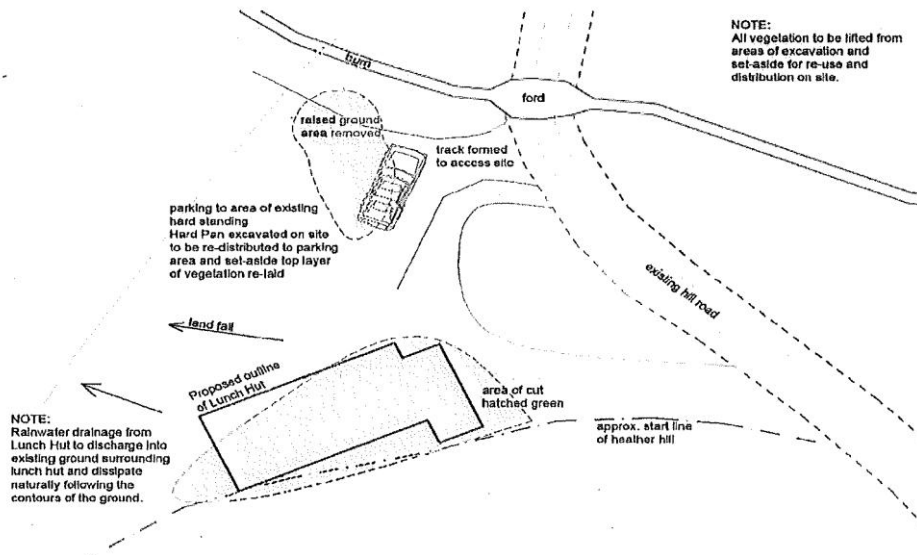 NOTE:
All vegetation to be lifted from
areas of excavation and
set-aside for re-use and
distribution on site.
burn
ford
raised ground
area removed
track formed
to access site
parking to area of existing
hard standing
Hard Pan excavated on site
to be re-distributed to parking
area and set-aside top layer
of vegetation re-laid
existing hill road
land fall
Proposed outline
of Lunch Hut
area of cut
hatched green
approx. start line
of heather hill
NOTE:
Rainwater drainage from
Lunch Hut to discharge into
existing ground surrounding
lunch hut and dissipate
naturally following the
contours of the ground.